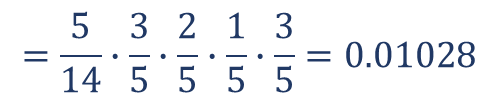 = 5/14 · 3/5 · 2/5 · 1/5 · 3/5 = 0.01028